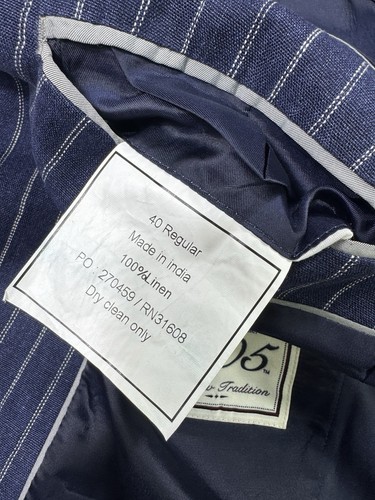 40 Regular
Made in India
100%Linen
PO : 270459 / RN31608
Dry clean only
05
Tradition